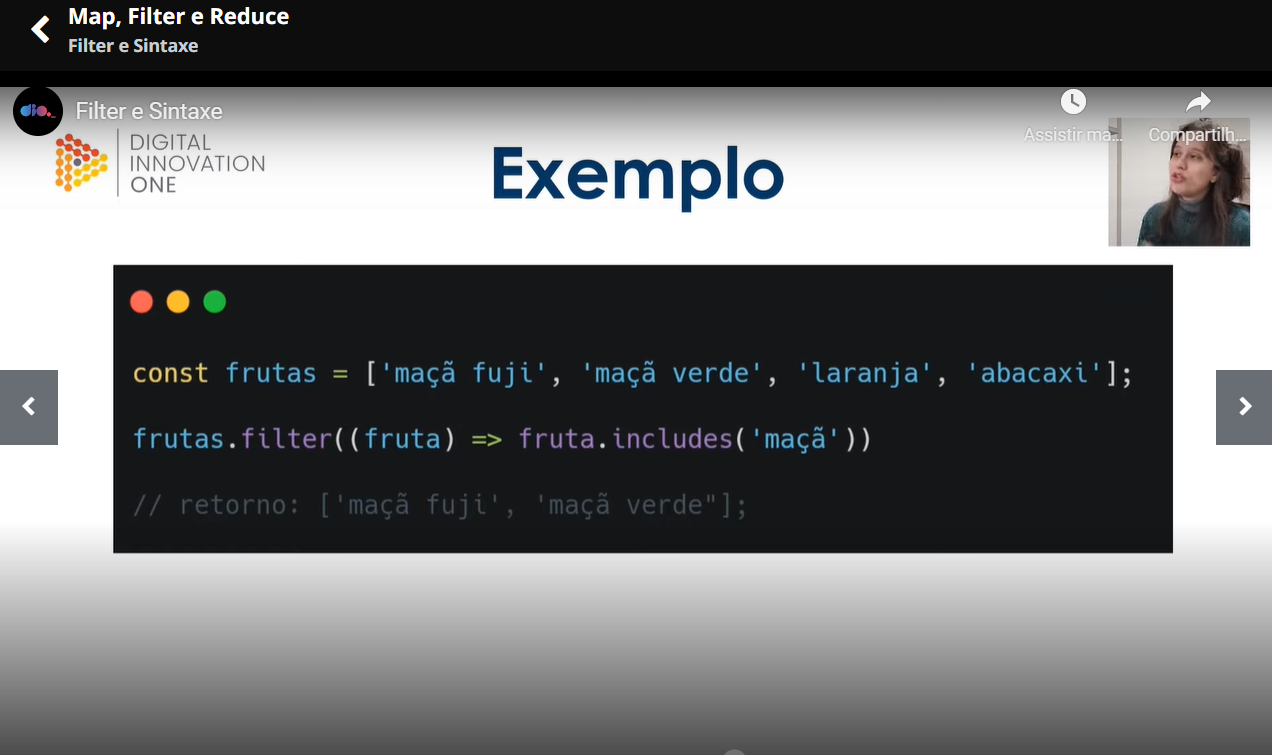 Map, Filter e Reduce
Filter e Sintaxe
dio.
Filter e Sintaxe
Assistir ma...
Compartilh...
DIGITAL
INNOVATION
ONE
Exemplo
const frutas = ['maçã fuji', 'maçã verde', 'laranja', 'abacaxi'];
frutas.filter((fruta) => fruta.includes('maçã'))
// retorno: ['maçã fuji', 'maçã verde"];